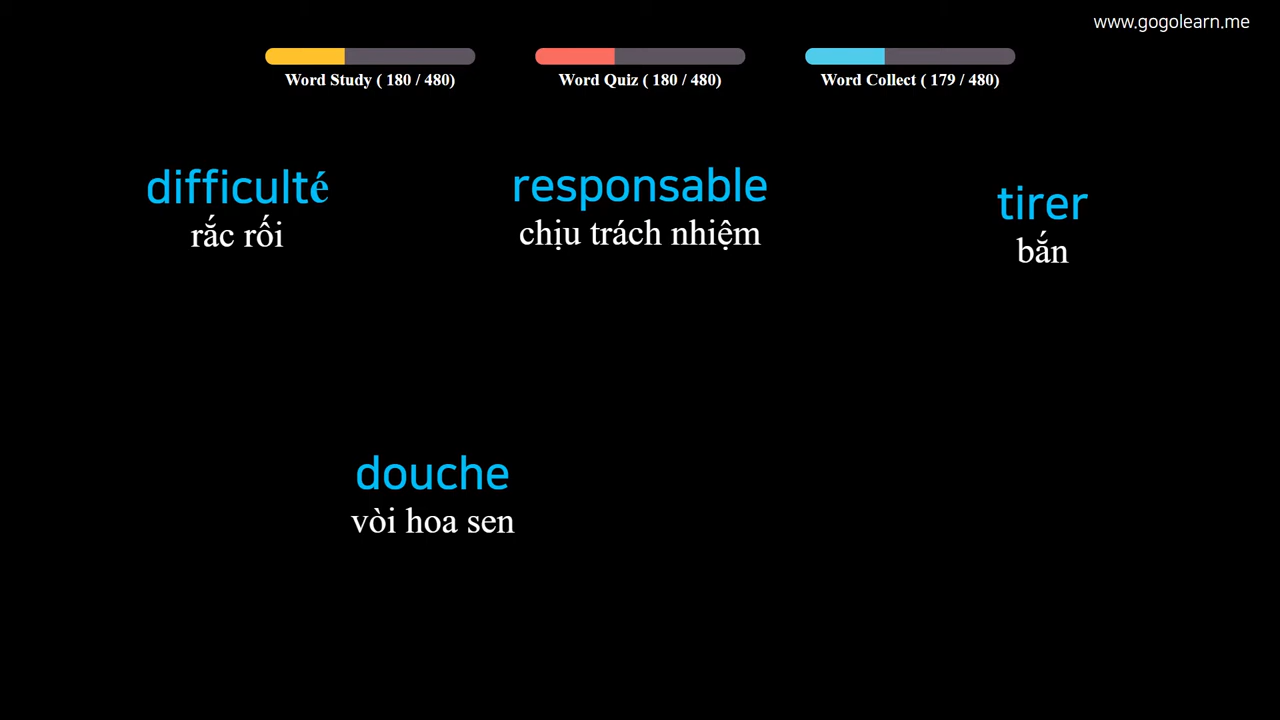 www.gogolearn.me
Word Study ( 180 / 480)
Word Quiz ( 180 / 480)
Word Collect ( 179 / 480)
difficulté
rắc rối
responsable
chịu trách nhiệm
tirer
bắn
douche
vòi hoa sen